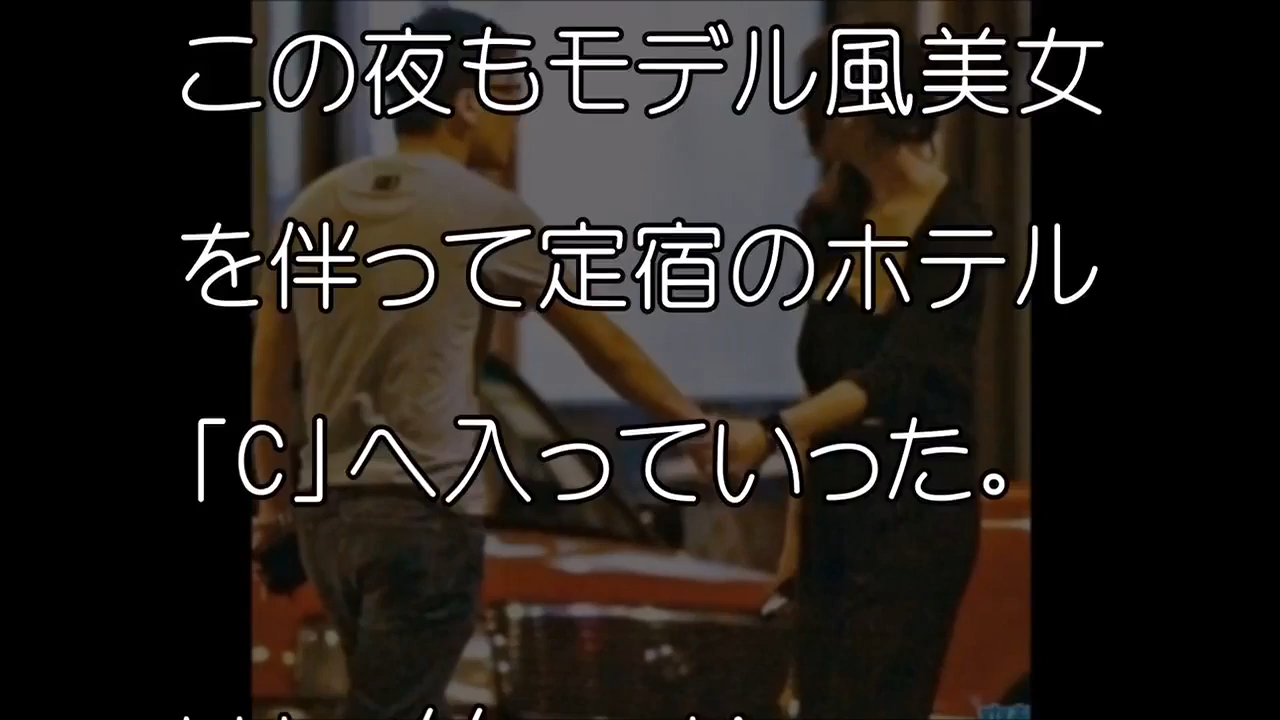 この夜もモデル風美女
を伴って定宿のホテル
「C」へ入っていった。